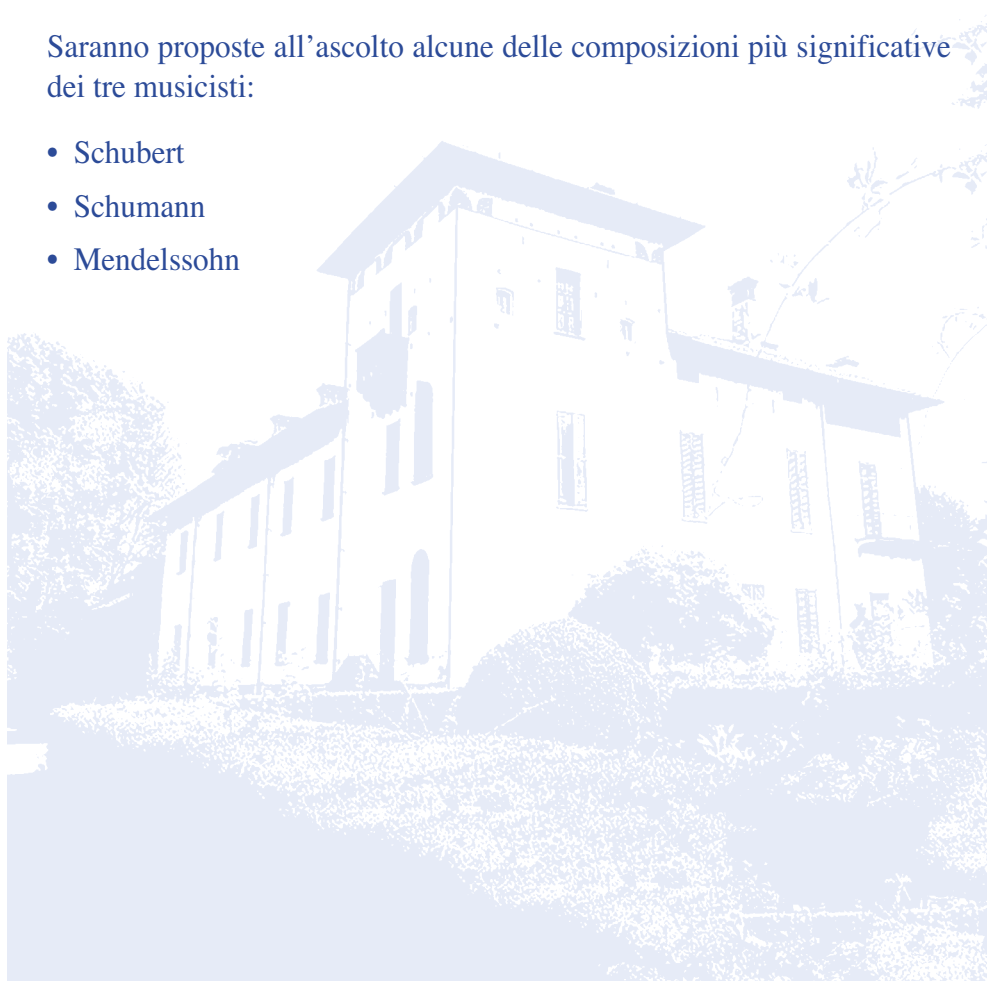 Saranno proposte all’ascolto alcune delle composizioni più significative
dei tre musicisti:
• Schubert
• Schumann
• Mendelssohn